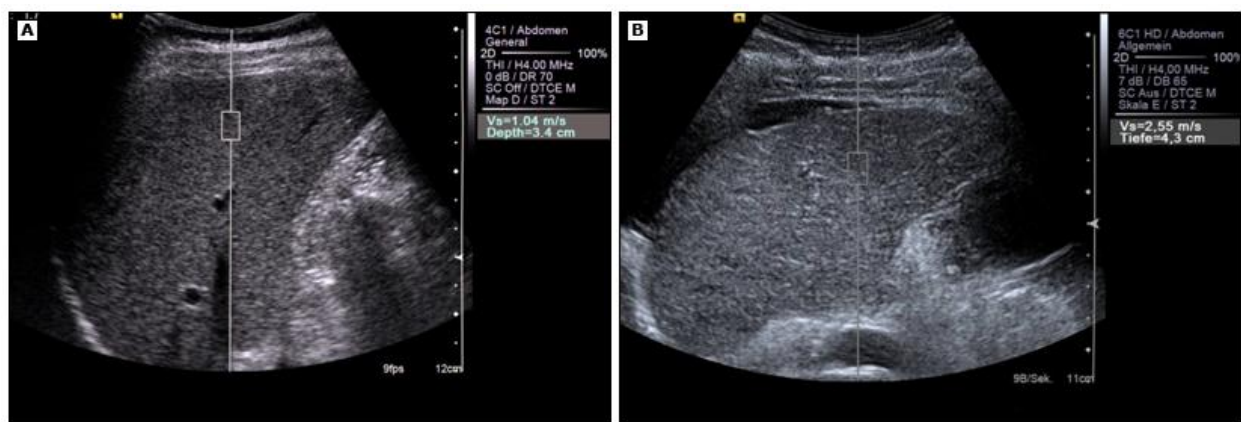 A
4C1 / Abdomen
General
2D 100%
THI / H4.00 MHz
0 dB / DR 70
SC Off / DTCE M
Map D / ST 2
Vs=1.04 m/s
Depth=3.4 cm
9fps 12cm
B
6C1 HD / Abdomen
Allgemein
2D 100%
THI / H4,00 MHz
7 dB / DB 65
SC Aus / DTCE M
Skala E / ST 2
Vs=2,55 m/s
Tiefe=4,3 cm
9B/Sek. 11cm